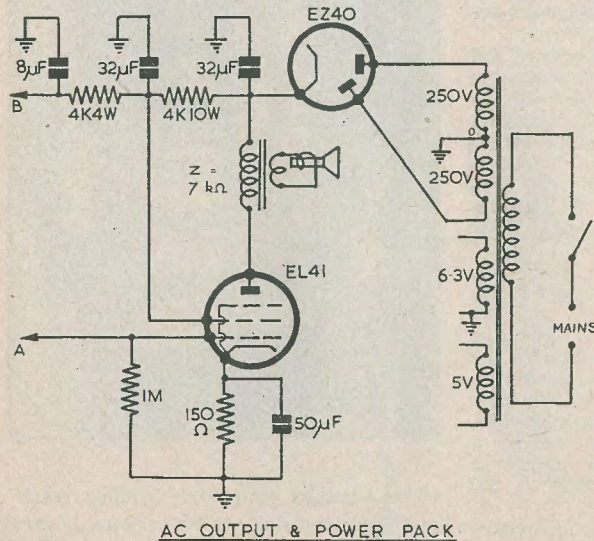 EZ40
8µF
32µF
32µF
B
4K4W
4K10W
250V
0
250V
Z =
7 kΩ
EL41
6·3V
MAINS
A
1M
150
Ω
50µF
5V
AC OUTPUT & POWER PACK